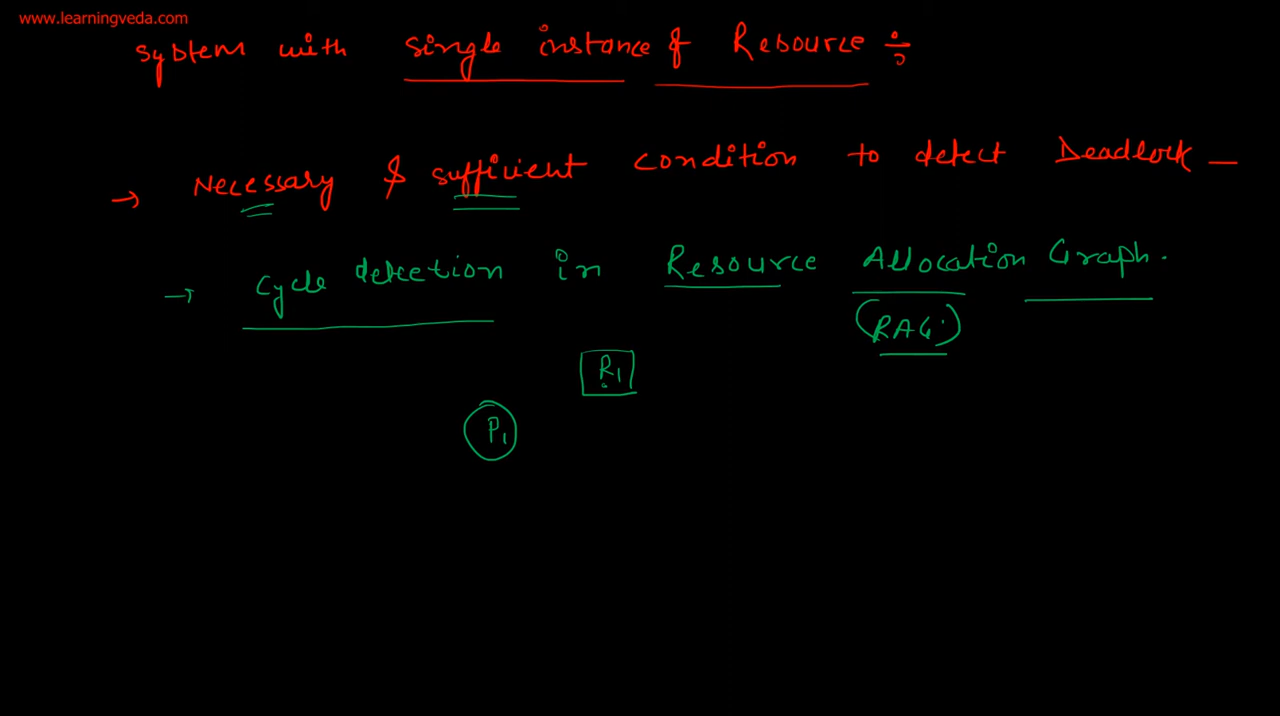 www.learningveda.com
System with single instance of Resource :
→ Necessary & sufficient condition to detect Deadlock —
→ Cycle detection in Resource Allocation Graph.
(RAG.)
R1
P1